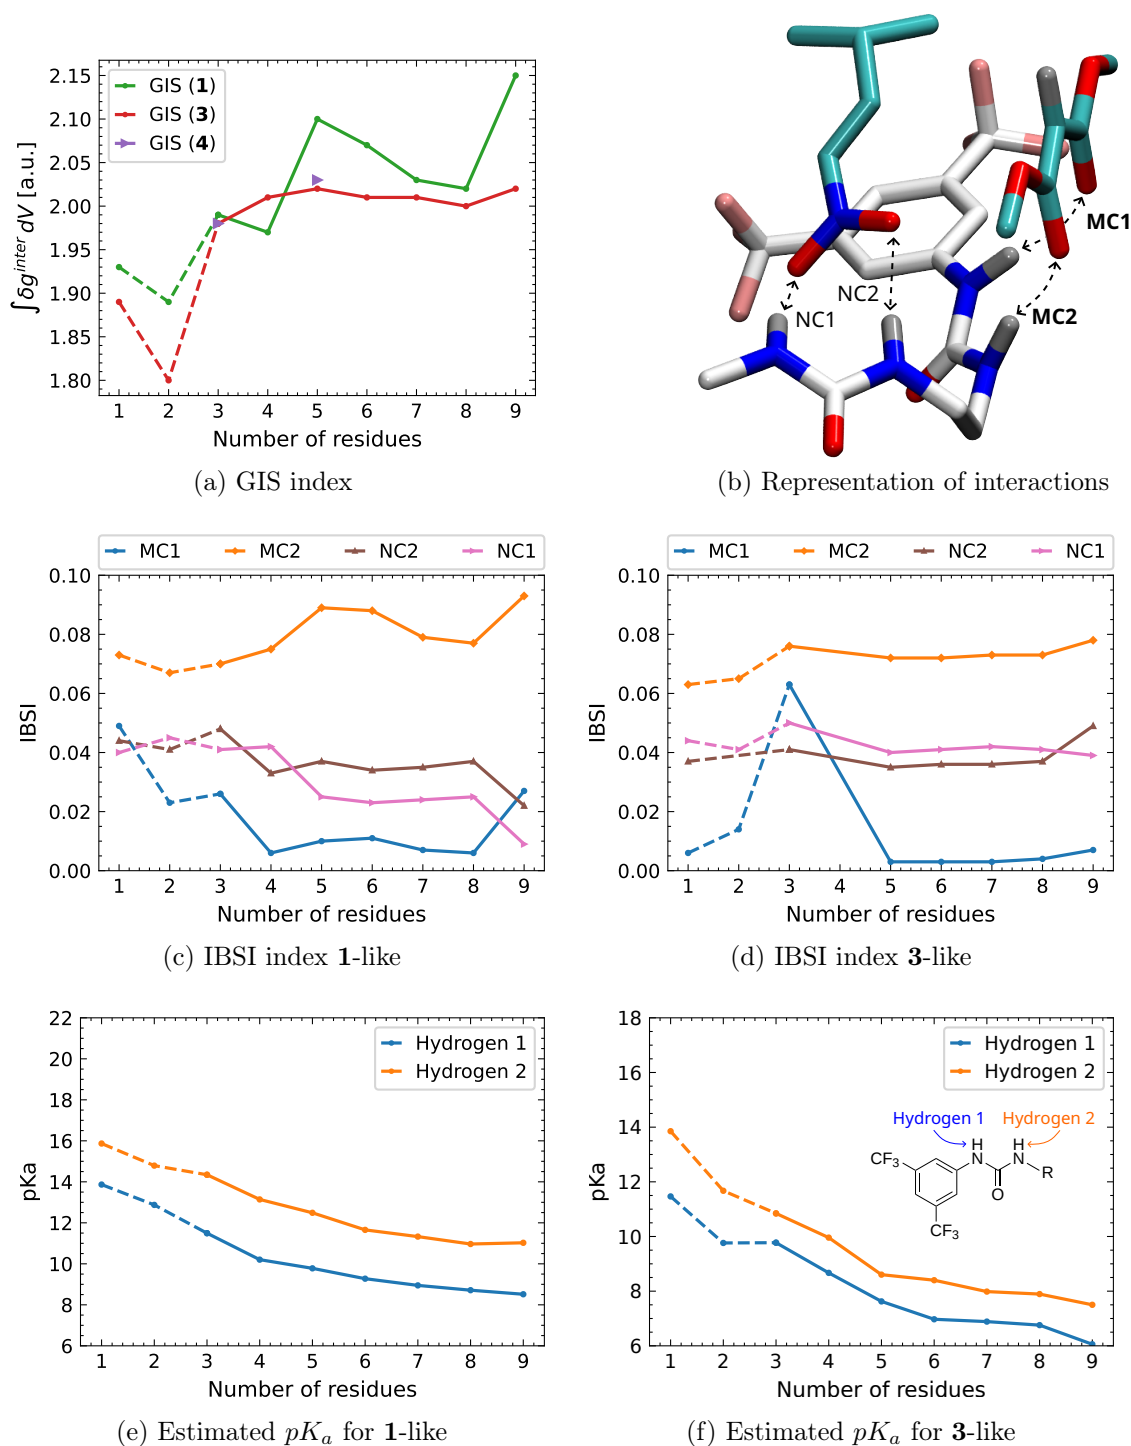 GIS (1)
GIS (3)
GIS (4)
2.15
2.10
2.05
2.00
1.95
1.90
1.85
1.80
∫δg^inter dV [a.u.]
1 2 3 4 5 6 7 8 9
Number of residues
(a) GIS index
MC1
MC2
NC2
NC1
(b) Representation of interactions
MC1 MC2 NC2 NC1
0.10
0.08
0.06
0.04
0.02
0.00
IBSI
1 2 3 4 5 6 7 8 9
Number of residues
(c) IBSI index 1-like
MC1 MC2 NC2 NC1
0.10
0.08
0.06
0.04
0.02
0.00
IBSI
1 2 3 4 5 6 7 8 9
Number of residues
(d) IBSI index 3-like
Hydrogen 1
Hydrogen 2
22
20
18
16
14
12
10
8
6
pKa
1 2 3 4 5 6 7 8 9
Number of residues
(e) Estimated pKa for 1-like
Hydrogen 1
Hydrogen 2
18
16
14
12
10
8
6
pKa
Hydrogen 1 Hydrogen 2
H H
CF3 N N
R
O
CF3
1 2 3 4 5 6 7 8 9
Number of residues
(f) Estimated pKa for 3-like